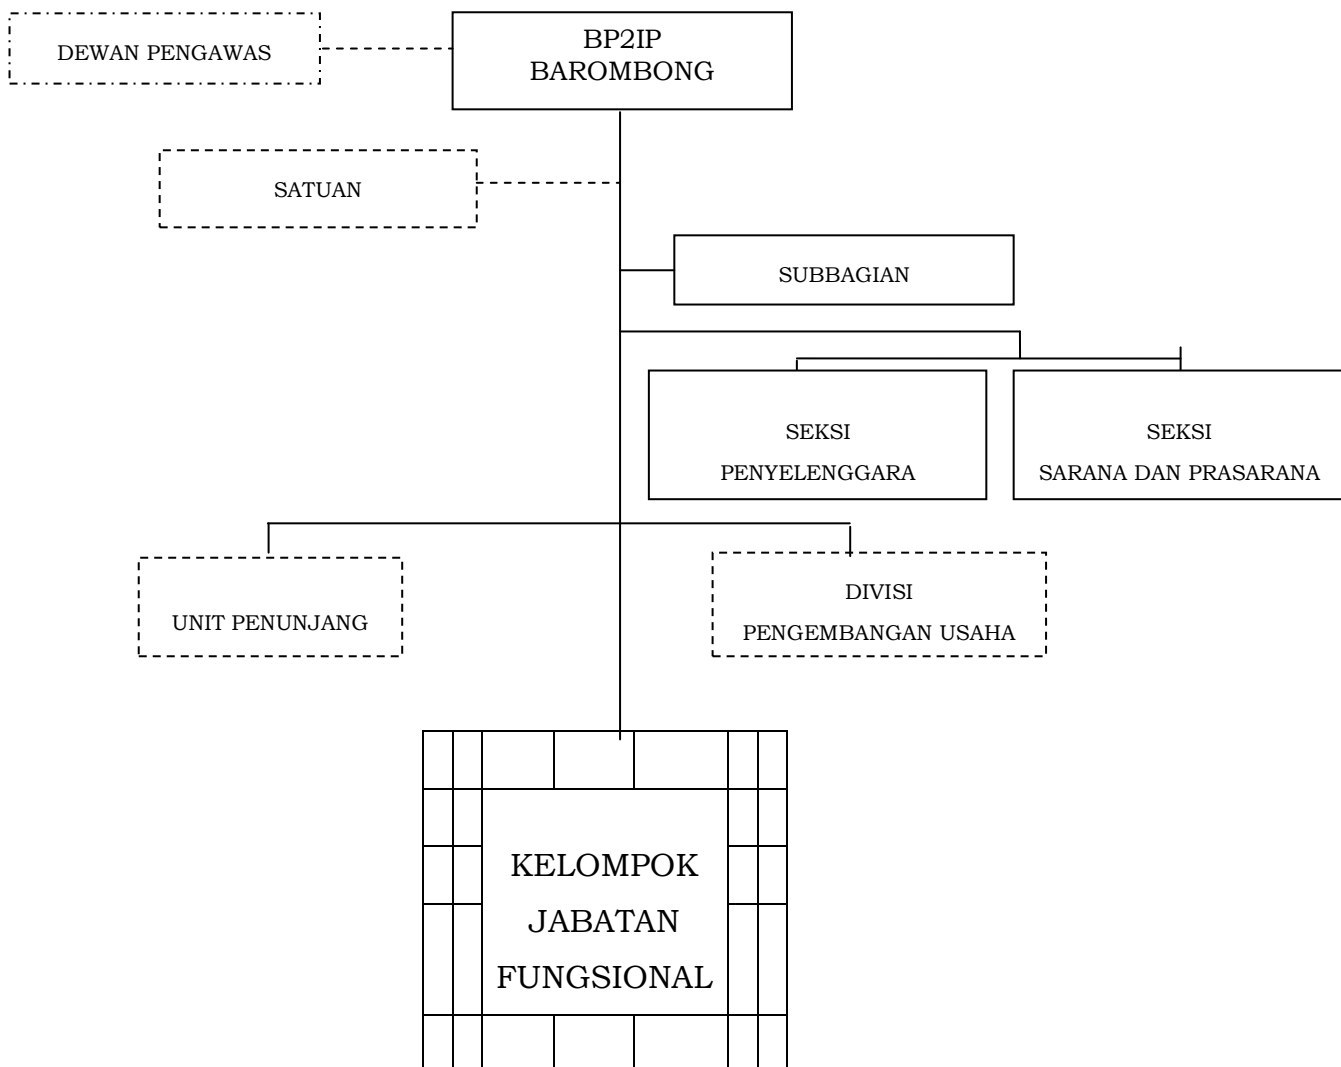 DEWAN PENGAWAS
BP2IP
BAROMBONG
SATUAN
SUBBAGIAN
SEKSI
PENYELENGGARA
SEKSI
SARANA DAN PRASARANA
UNIT PENUNJANG
DIVISI
PENGEMBANGAN USAHA
KELOMPOK
JABATAN
FUNGSIONAL